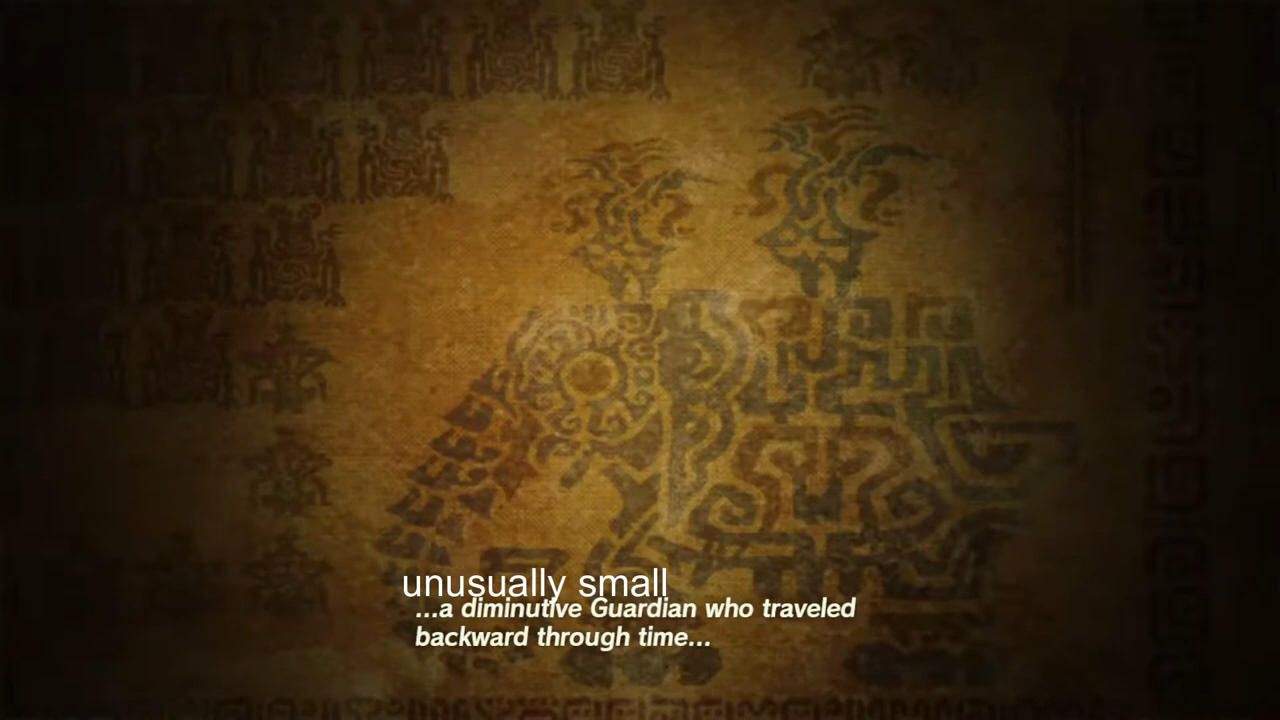 unusually small
...a diminutive Guardian who traveled
backward through time...